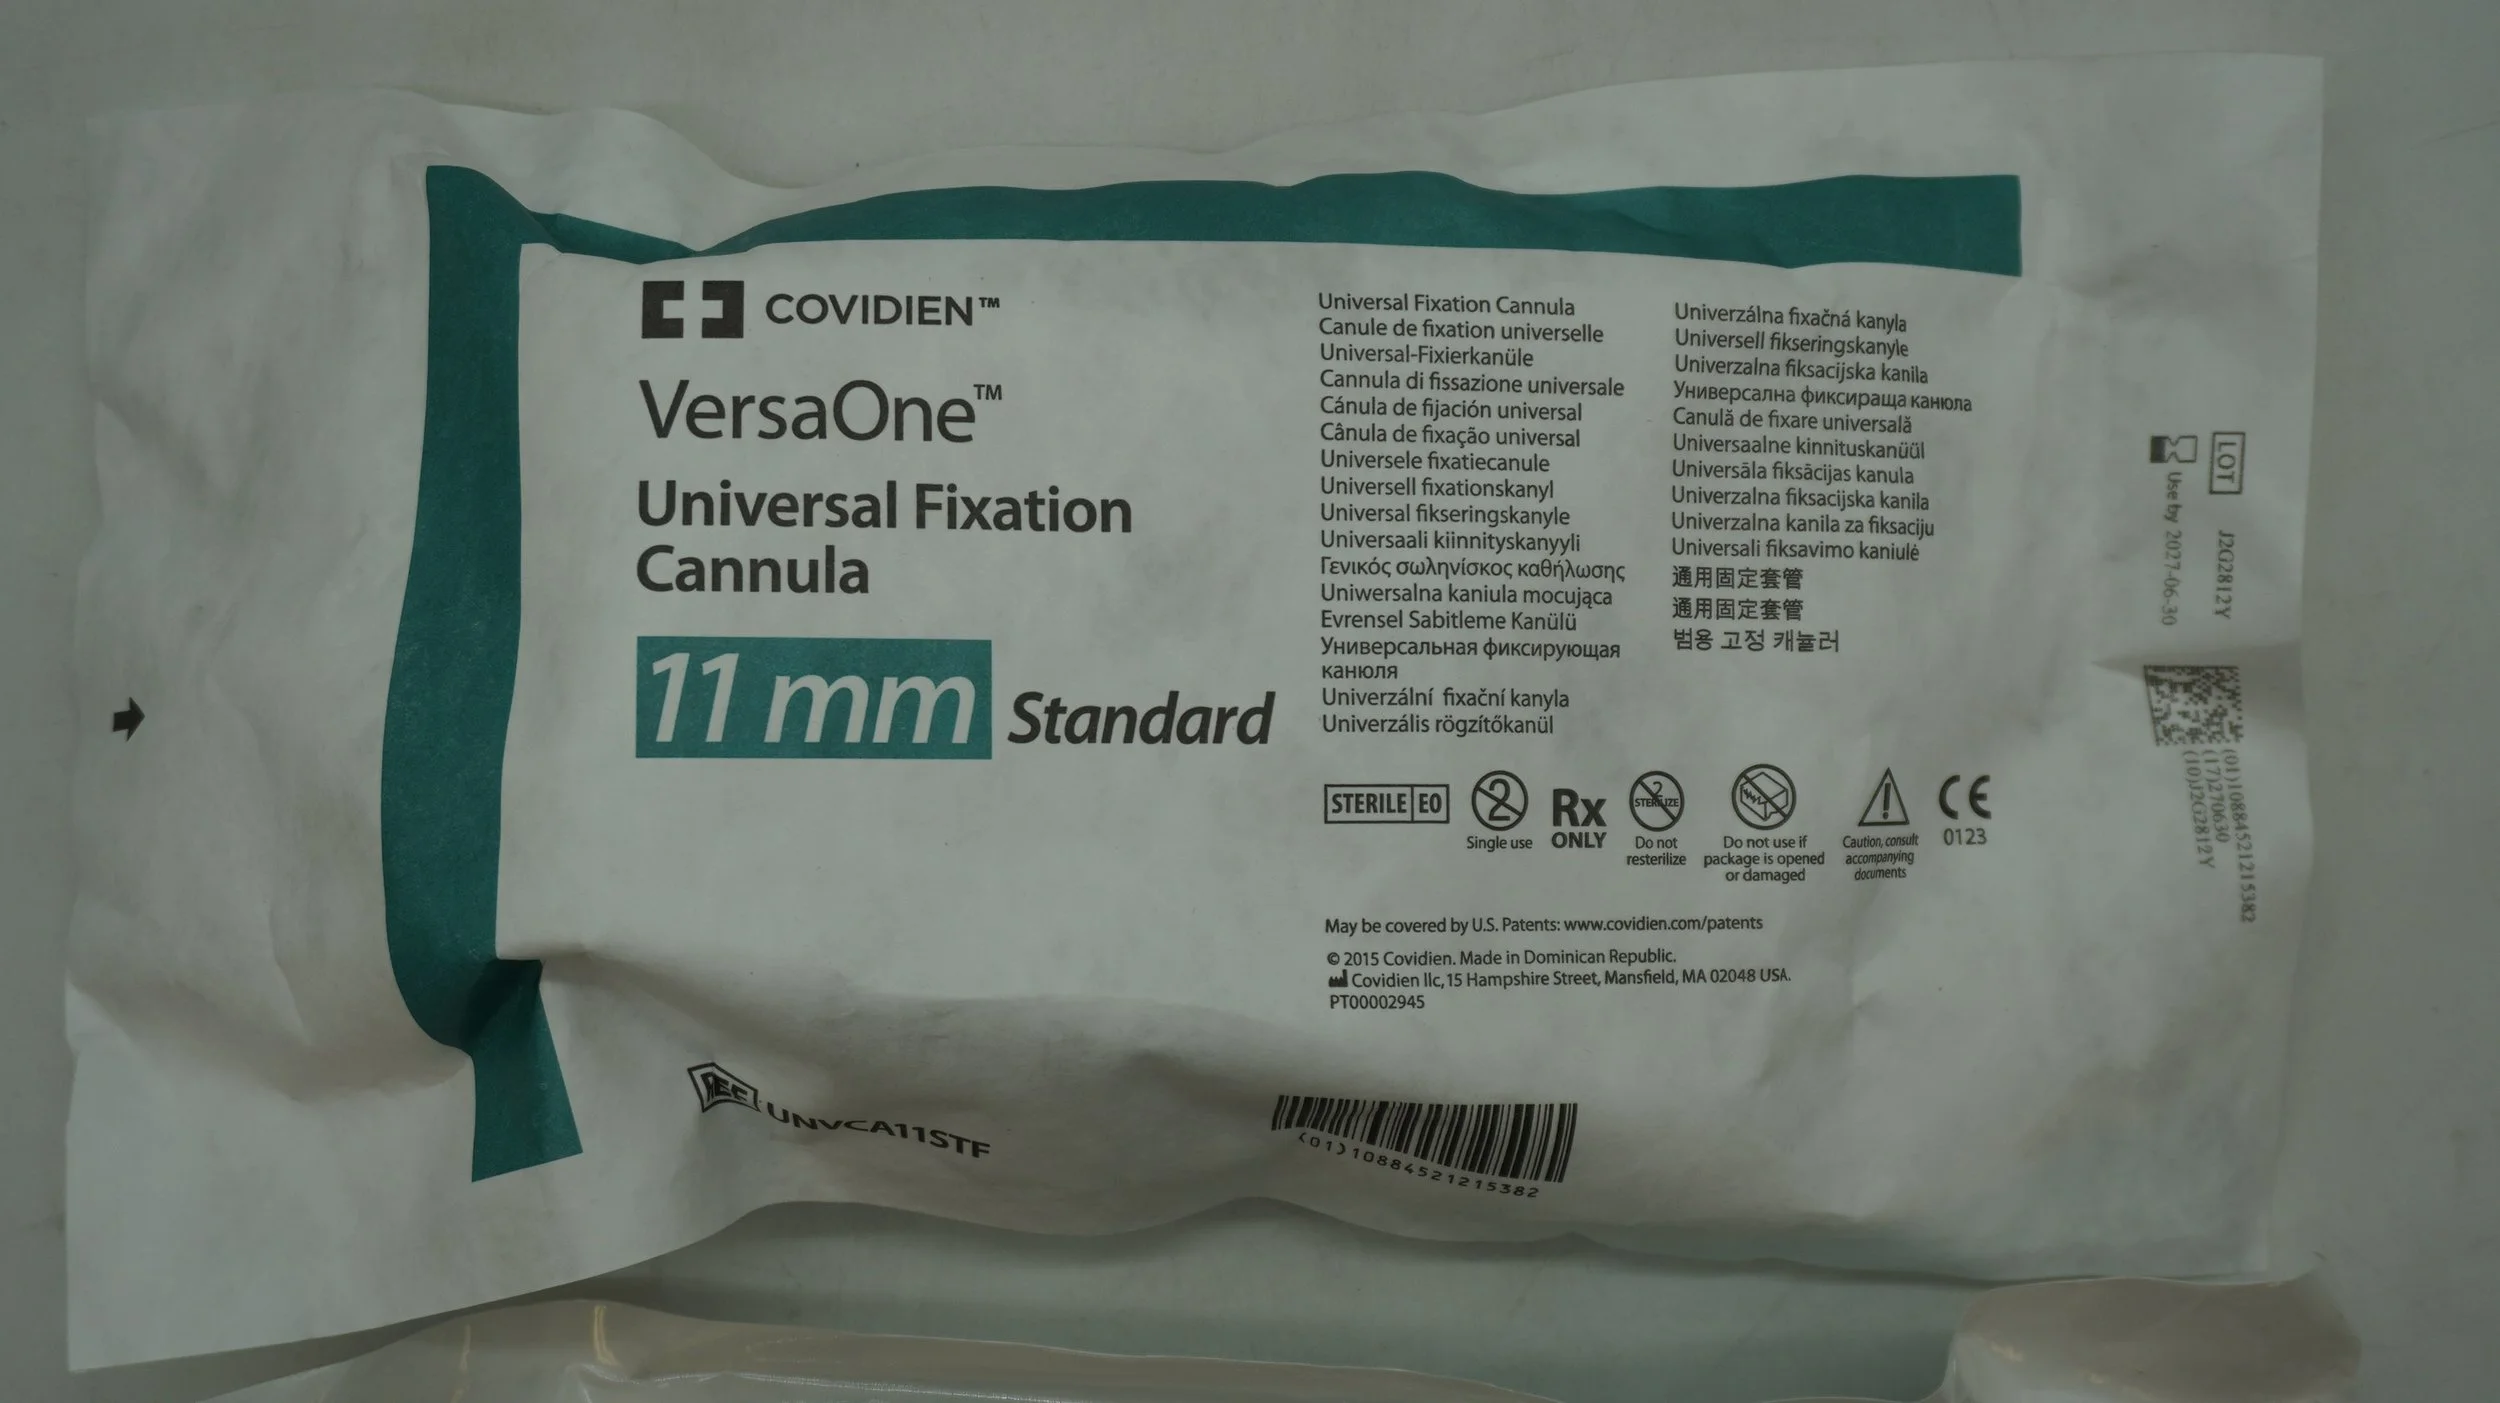 COVIDIEN™
VersaOne™
Universal Fixation
Cannula
11 mm Standard
Universal Fixation Cannula
Canule de fixation universelle
Universal-Fixierkanüle
Cannula di fissazione universale
Cánula de fijación universal
Cânula de fixação universal
Universele fixatiecanule
Universell fixationskanyl
Universal fikseringskanyle
Universaali kiinnityskanyyli
Γενικός σωληνίσκος καθήλωσης
Uniwersalna kaniula mocująca
Evrensel Sabitleme Kanülü
Универсальная фиксирующая
канюля
Univerzální fixační kanyla
Univerzális rögzítőkanül
Univerzálna fixačná kanyla
Universell fikseringskanyle
Univerzalna fiksacijska kanila
Универсална фиксираща канюла
Canulă de fixare universală
Universaalne kinnituskanüül
Universāla fiksācijas kanula
Univerzalna fiksacijska kanila
Univerzalna kanila za fiksaciju
Universali fiksavimo kaniulė
通用固定套管
通用固定套管
범용 고정 캐뉼러
STERILE EO
2
Single use
Rx
ONLY
2
STERILIZE
Do not
resterilize
Do not use if
package is opened
or damaged
!
Caution, consult
accompanying
documents
CE
0123
May be covered by U.S. Patents: www.covidien.com/patents
© 2015 Covidien. Made in Dominican Republic.
Covidien llc, 15 Hampshire Street, Mansfield, MA 02048 USA.
PT00002945
REF UNVCA11STF
(01)10884521215382
LOT J2G2812Y
Use by 2027-06-30
(01)10884521215382
(17)270630
(10)J2G2812Y